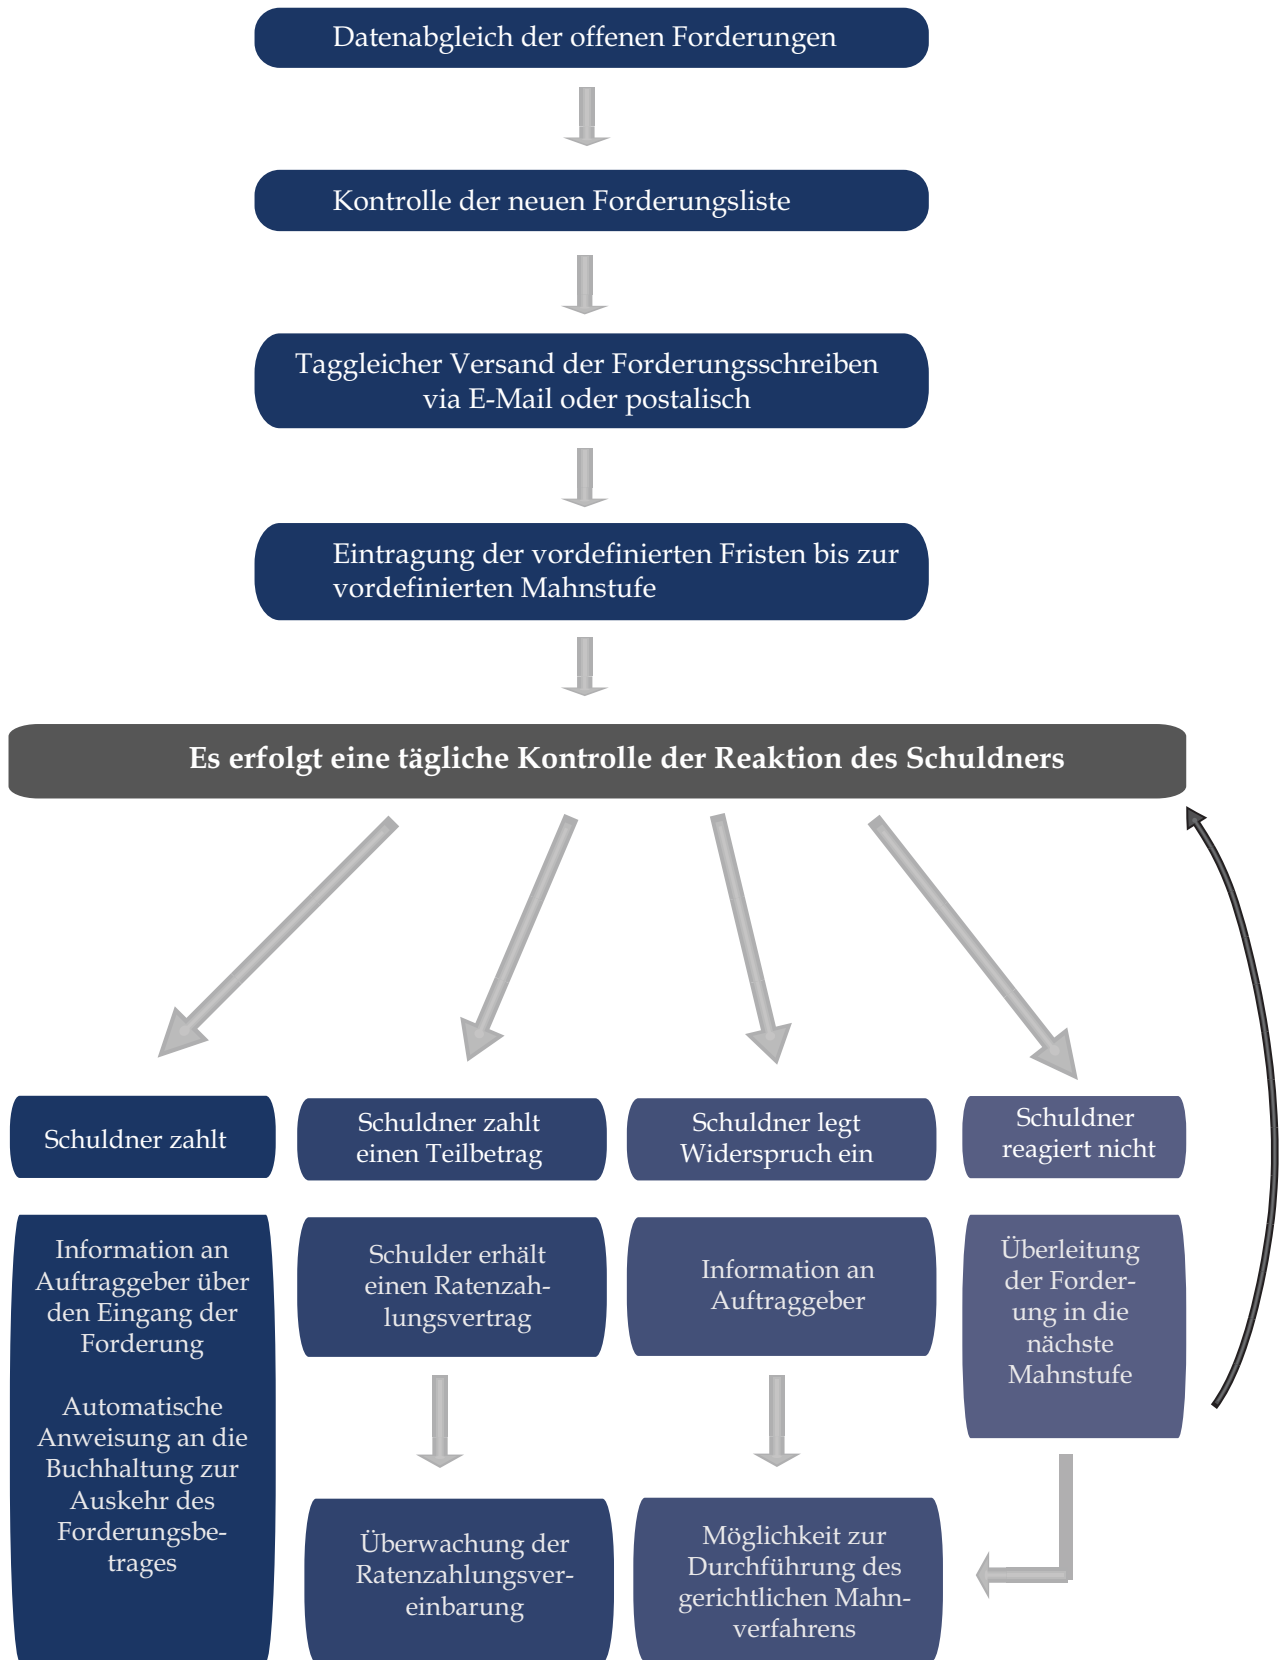 Datenabgleich der offenen Forderungen
Kontrolle der neuen Forderungsliste
Taggleicher Versand der Forderungsschreiben
via E-Mail oder postalisch
Eintragung der vordefinierten Fristen bis zur
vordefinierten Mahnstufe
Es erfolgt eine tägliche Kontrolle der Reaktion des Schuldners
Schuldner zahlt
Information an
Auftraggeber über
den Eingang der
Forderung
Automatische
Anweisung an die
Buchhaltung zur
Auskehr des
Forderungsbe-
trages
Schuldner zahlt
einen Teilbetrag
Schulder erhält
einen Ratenzah-
lungsvertrag
Überwachung der
Ratenzahlungsver-
einbarung
Schuldner legt
Widerspruch ein
Information an
Auftraggeber
Möglichkeit zur
Durchführung des
gerichtlichen Mahn-
verfahrens
Schuldner
reagiert nicht
Überleitung
der Forder-
ung in die
nächste
Mahnstufe